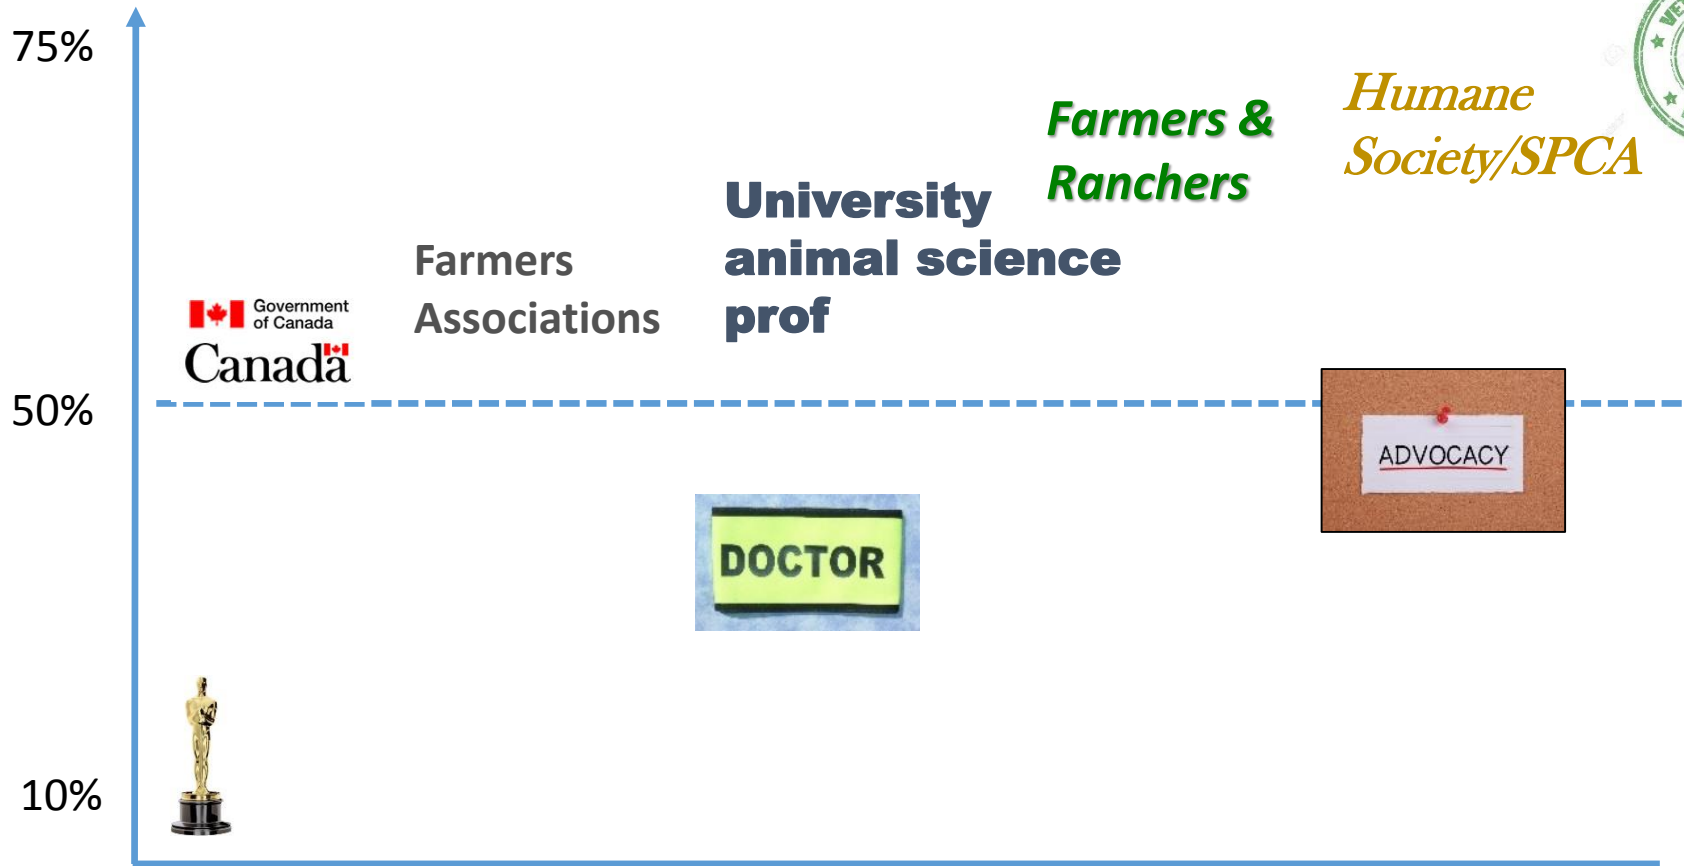 75%
Humane
Society/SPCA
Farmers &
Ranchers
University
animal science
prof
Farmers
Associations
Government
of Canada
Canada
50%
ADVOCACY
DOCTOR
10%